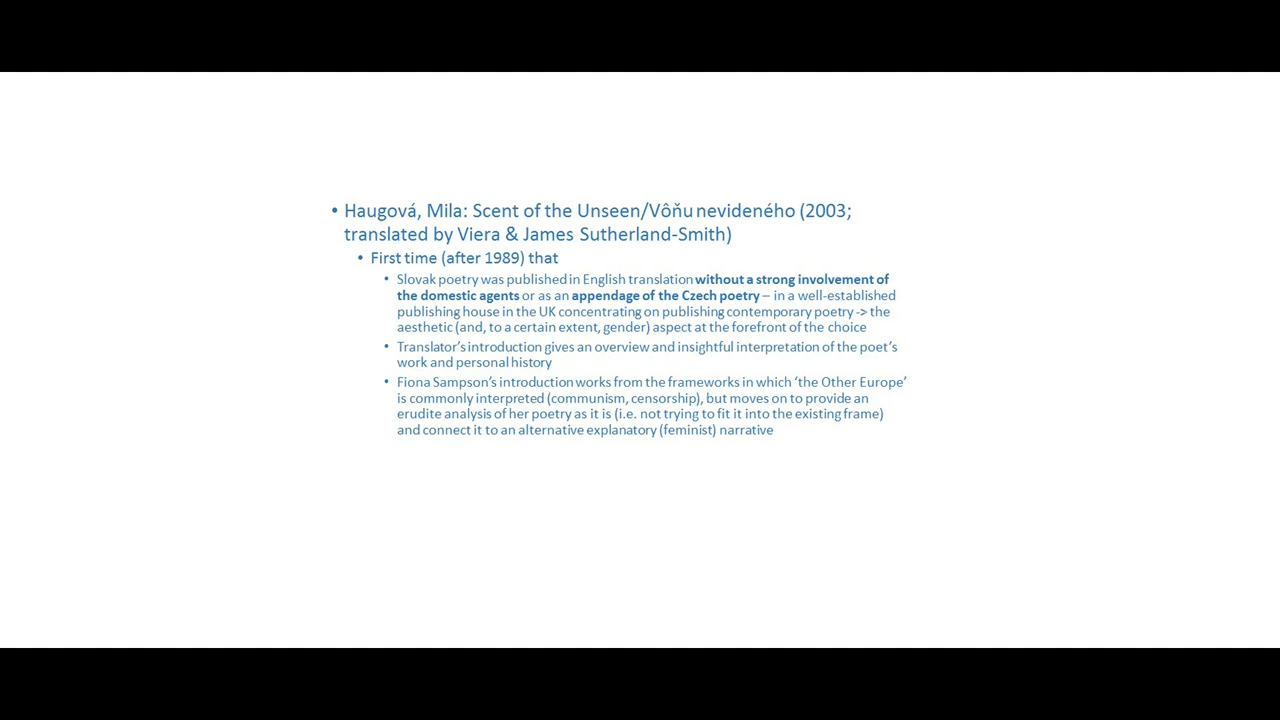 • Haugová, Mila: Scent of the Unseen/Vôňu nevideného (2003;
translated by Viera & James Sutherland-Smith)
• First time (after 1989) that
• Slovak poetry was published in English translation without a strong involvement of
the domestic agents or as an appendage of the Czech poetry – in a well-established
publishing house in the UK concentrating on publishing contemporary poetry -> the
aesthetic (and, to a certain extent, gender) aspect at the forefront of the choice
• Translator’s introduction gives an overview and insightful interpretation of the poet’s
work and personal history
• Fiona Sampson’s introduction works from the frameworks in which ‘the Other Europe’
is commonly interpreted (communism, censorship), but moves on to provide an
erudite analysis of her poetry as it is (i.e. not trying to fit it into the existing frame)
and connect it to an alternative explanatory (feminist) narrative